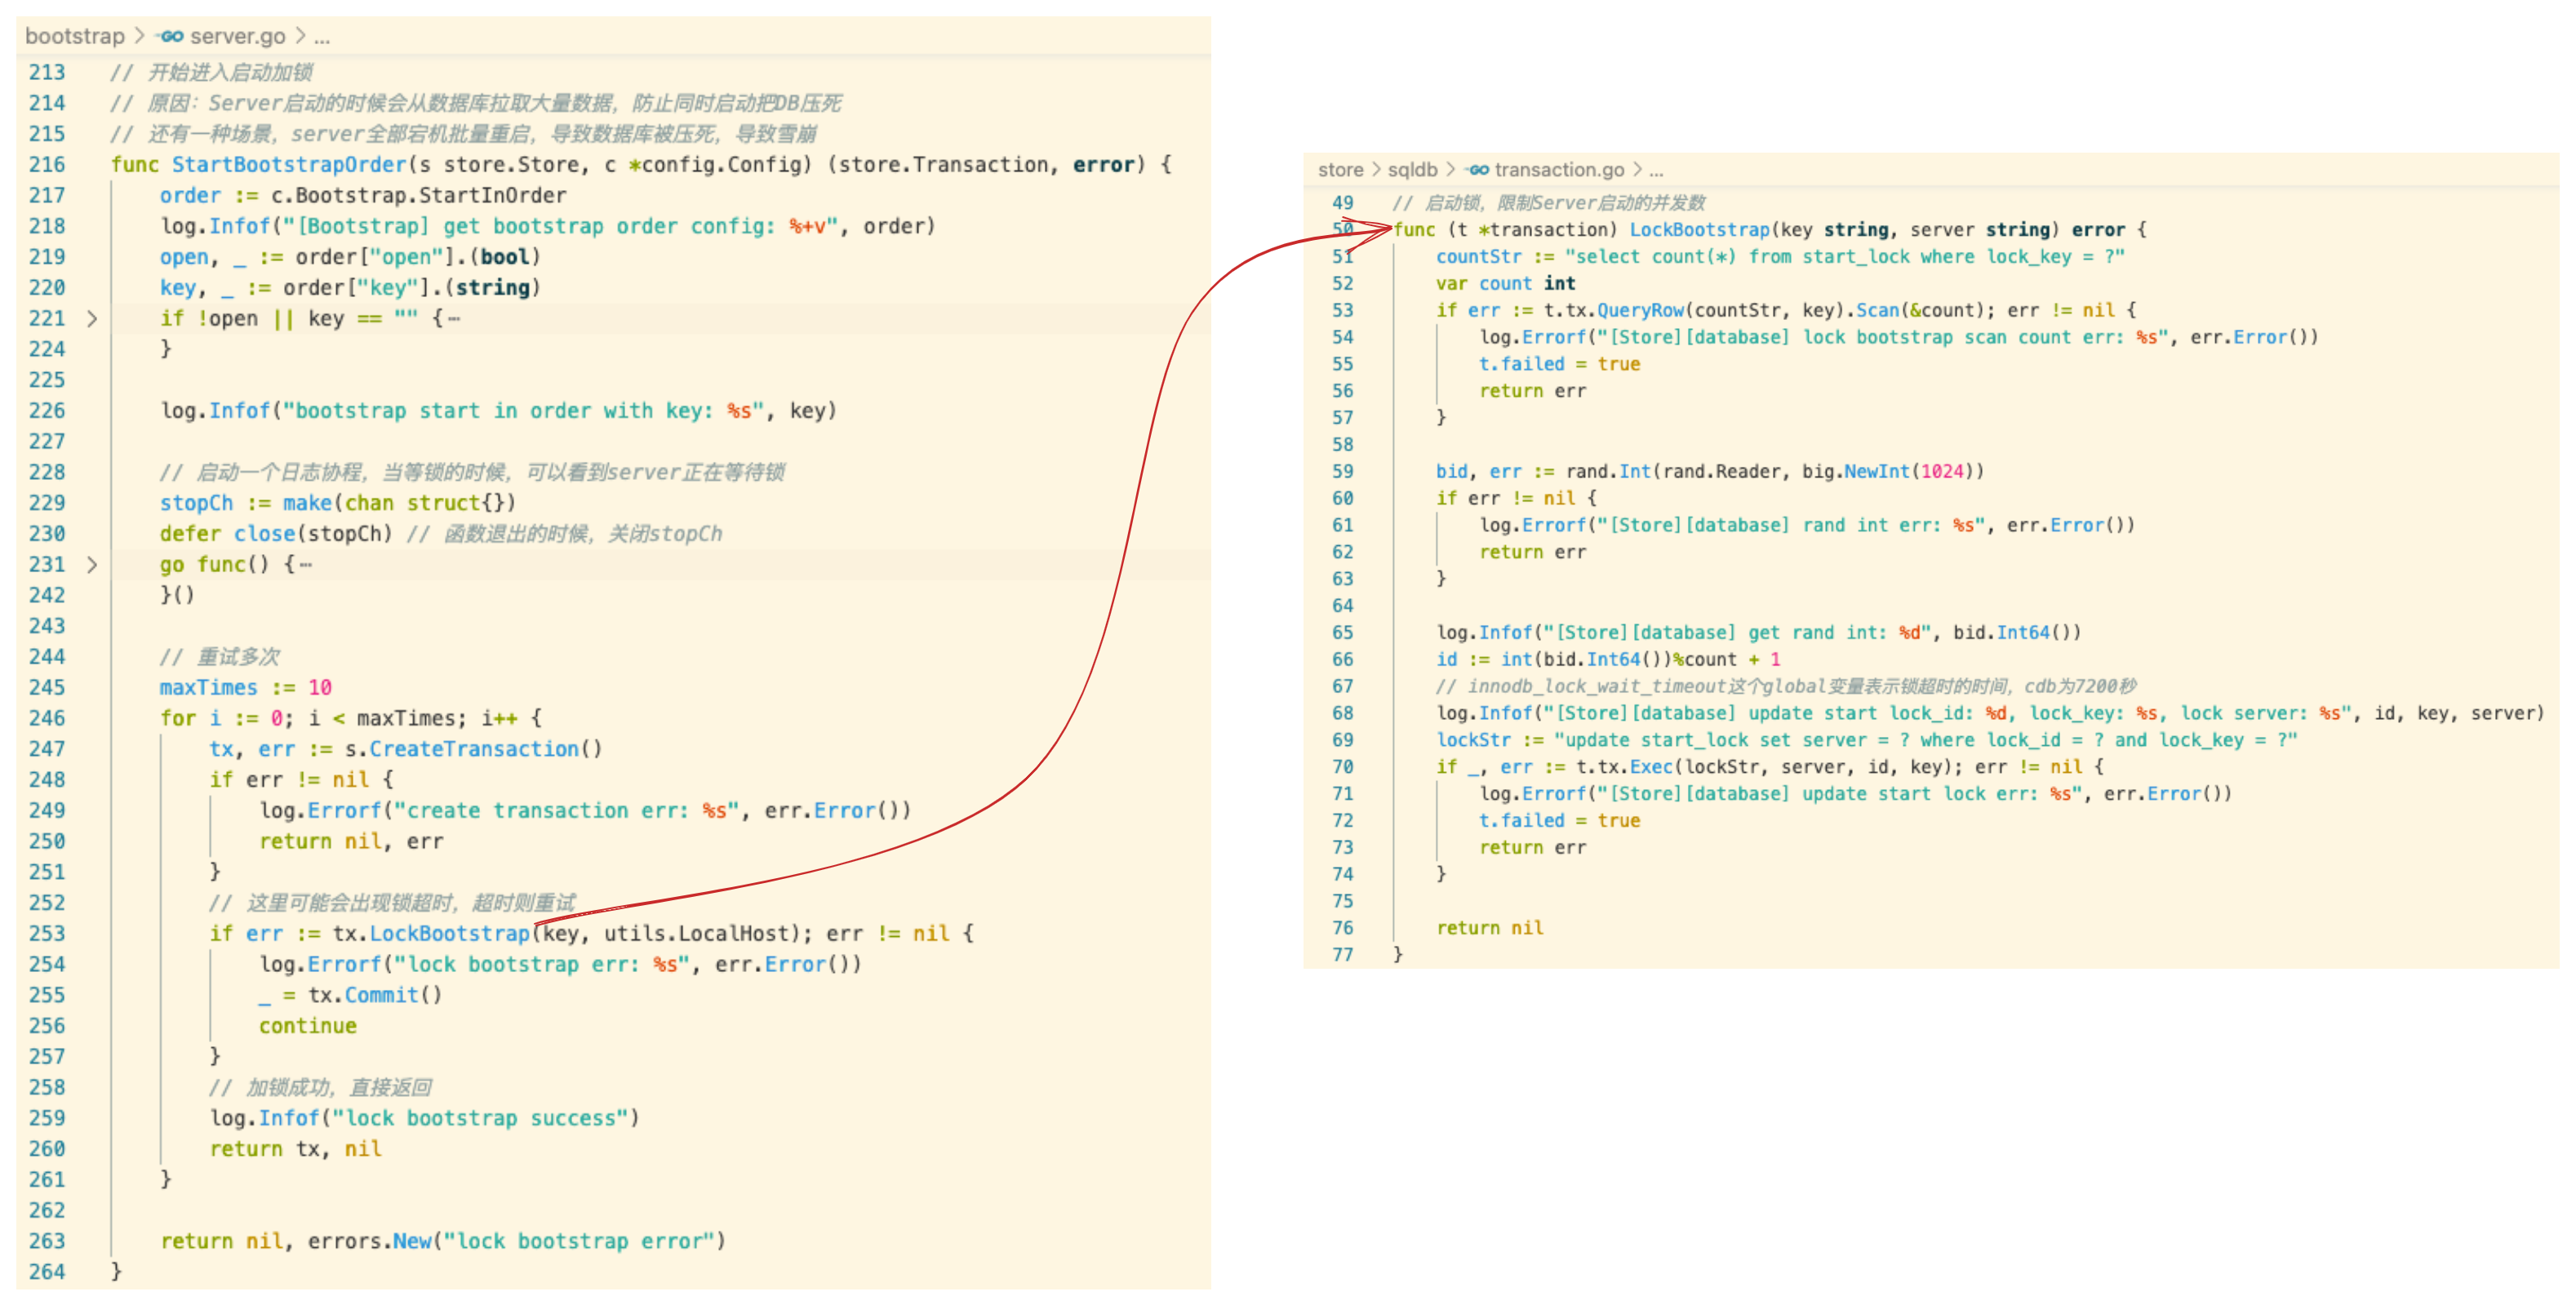 bootstrap > GO server.go > ...
213 // 开始进入启动加锁
214 // 原因：Server启动的时候会从数据库拉取大量数据，防止同时启动把DB压死
215 // 还有一种场景，server全部宕机批量重启，导致数据库被压死，导致雪崩
216 func StartBootstrapOrder(s store.Store, c *config.Config) (store.Transaction, error) {
217 order := c.Bootstrap.StartInOrder
218 log.Infof("[Bootstrap] get bootstrap order config: %+v", order)
219 open, _ := order["open"].(bool)
220 key, _ := order["key"].(string)
221 > if !open || key == "" {⋯
224 }
225
226 log.Infof("bootstrap start in order with key: %s", key)
227
228 // 启动一个日志协程，当等锁的时候，可以看到server正在等待锁
229 stopCh := make(chan struct{})
230 defer close(stopCh) // 函数退出的时候，关闭stopCh
231 > go func() {⋯
242 }()
243
244 // 重试多次
245 maxTimes := 10
246 for i := 0; i < maxTimes; i++ {
247 tx, err := s.CreateTransaction()
248 if err != nil {
249 log.Errorf("create transaction err: %s", err.Error())
250 return nil, err
251 }
252 // 这里可能会出现锁超时，超时则重试
253 if err := tx.LockBootstrap(key, utils.LocalHost); err != nil {
254 log.Errorf("lock bootstrap err: %s", err.Error())
255 _ = tx.Commit()
256 continue
257 }
258 // 加锁成功，直接返回
259 log.Infof("lock bootstrap success")
260 return tx, nil
261 }
262
263 return nil, errors.New("lock bootstrap error")
264 }
store > sqldb > GO transaction.go > ...
49 // 启动锁，限制Server启动的并发数
50 func (t *transaction) LockBootstrap(key string, server string) error {
51 countStr := "select count(*) from start_lock where lock_key = ?"
52 var count int
53 if err := t.tx.QueryRow(countStr, key).Scan(&count); err != nil {
54 log.Errorf("[Store][database] lock bootstrap scan count err: %s", err.Error())
55 t.failed = true
56 return err
57 }
58
59 bid, err := rand.Int(rand.Reader, big.NewInt(1024))
60 if err != nil {
61 log.Errorf("[Store][database] rand int err: %s", err.Error())
62 return err
63 }
64
65 log.Infof("[Store][database] get rand int: %d", bid.Int64())
66 id := int(bid.Int64())%count + 1
67 // innodb_lock_wait_timeout这个global变量表示锁超时的时间，cdb为7200秒
68 log.Infof("[Store][database] update start lock_id: %d, lock_key: %s, lock server: %s", id, key, server)
69 lockStr := "update start_lock set server = ? where lock_id = ? and lock_key = ?"
70 if _, err := t.tx.Exec(lockStr, server, id, key); err != nil {
71 log.Errorf("[Store][database] update start lock err: %s", err.Error())
72 t.failed = true
73 return err
74 }
75
76 return nil
77 }